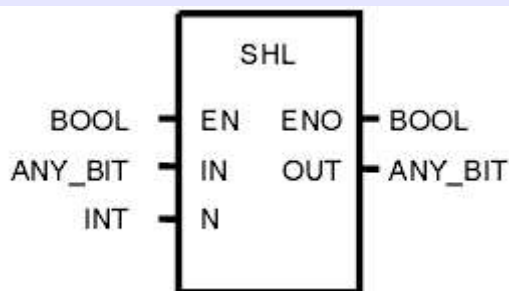 SHL
BOOL EN ENO BOOL
ANY_BIT IN OUT ANY_BIT
INT N